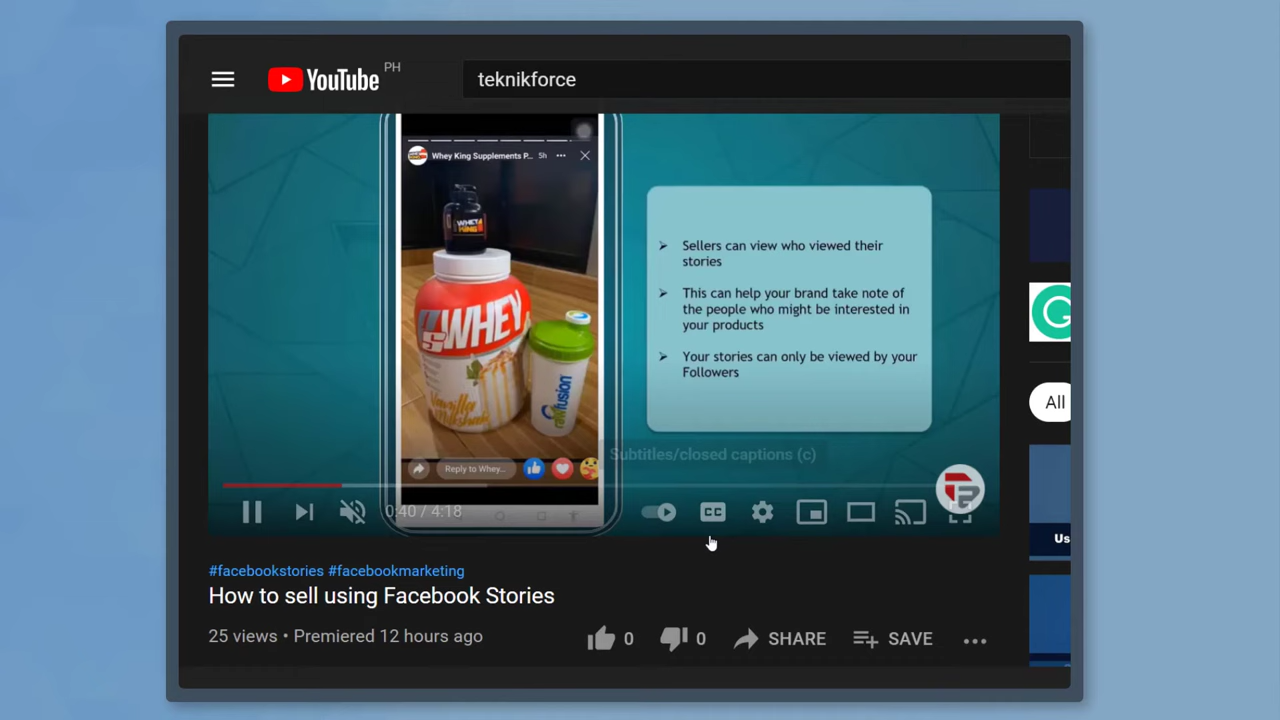 YouTube PH
teknikforce
Whey King Supplements P... 5h
WHEY
KING
WHEY
Vanilla
Milkshake
rawfusion
Reply to Whey...
Sellers can view who viewed their
stories
This can help your brand take note of
the people who might be interested in
your products
Your stories can only be viewed by your
Followers
Subtitles/closed captions (c)
0:40 / 4:18
CC
All
Us
#facebookstories #facebookmarketing
How to sell using Facebook Stories
25 views • Premiered 12 hours ago
0
0
SHARE
SAVE